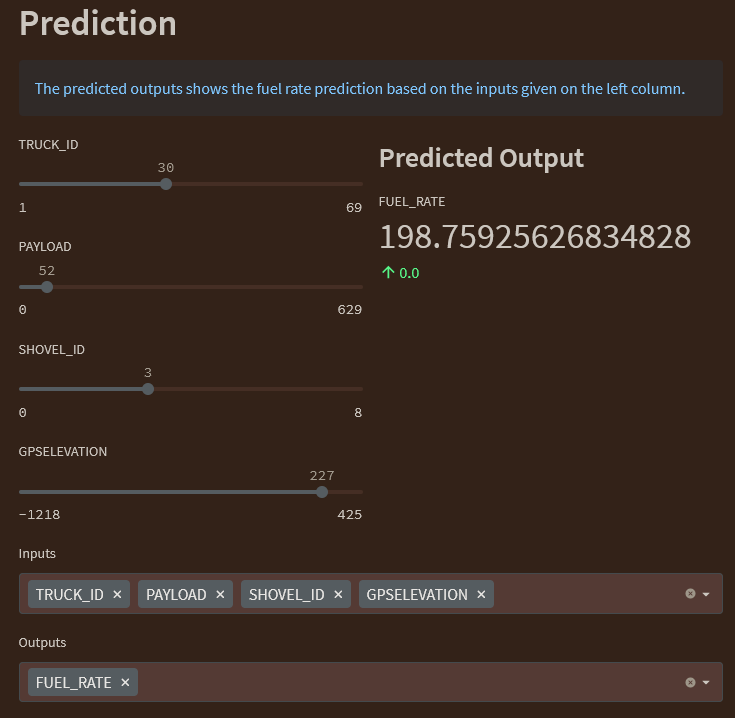 Prediction
The predicted outputs shows the fuel rate prediction based on the inputs given on the left column.
TRUCK_ID
30
1 69
PAYLOAD
52
0 629
SHOVEL_ID
3
0 8
GPSELEVATION
227
-1218 425
Predicted Output
FUEL_RATE
198.75925626834828
↑ 0.0
Inputs
TRUCK_ID × PAYLOAD × SHOVEL_ID × GPSELEVATION ×
Outputs
FUEL_RATE ×